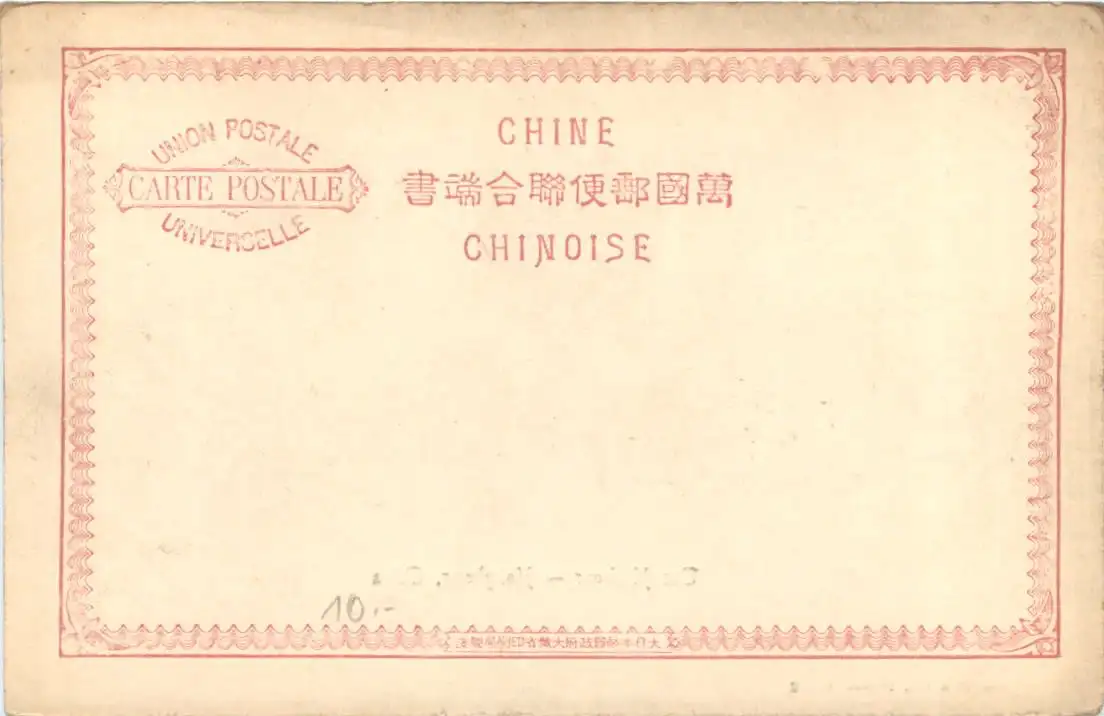 UNION POSTALE
CARTE POSTALE
UNIVERSELLE
CHINE
萬國郵便聯合端書
CHINOISE
10.-